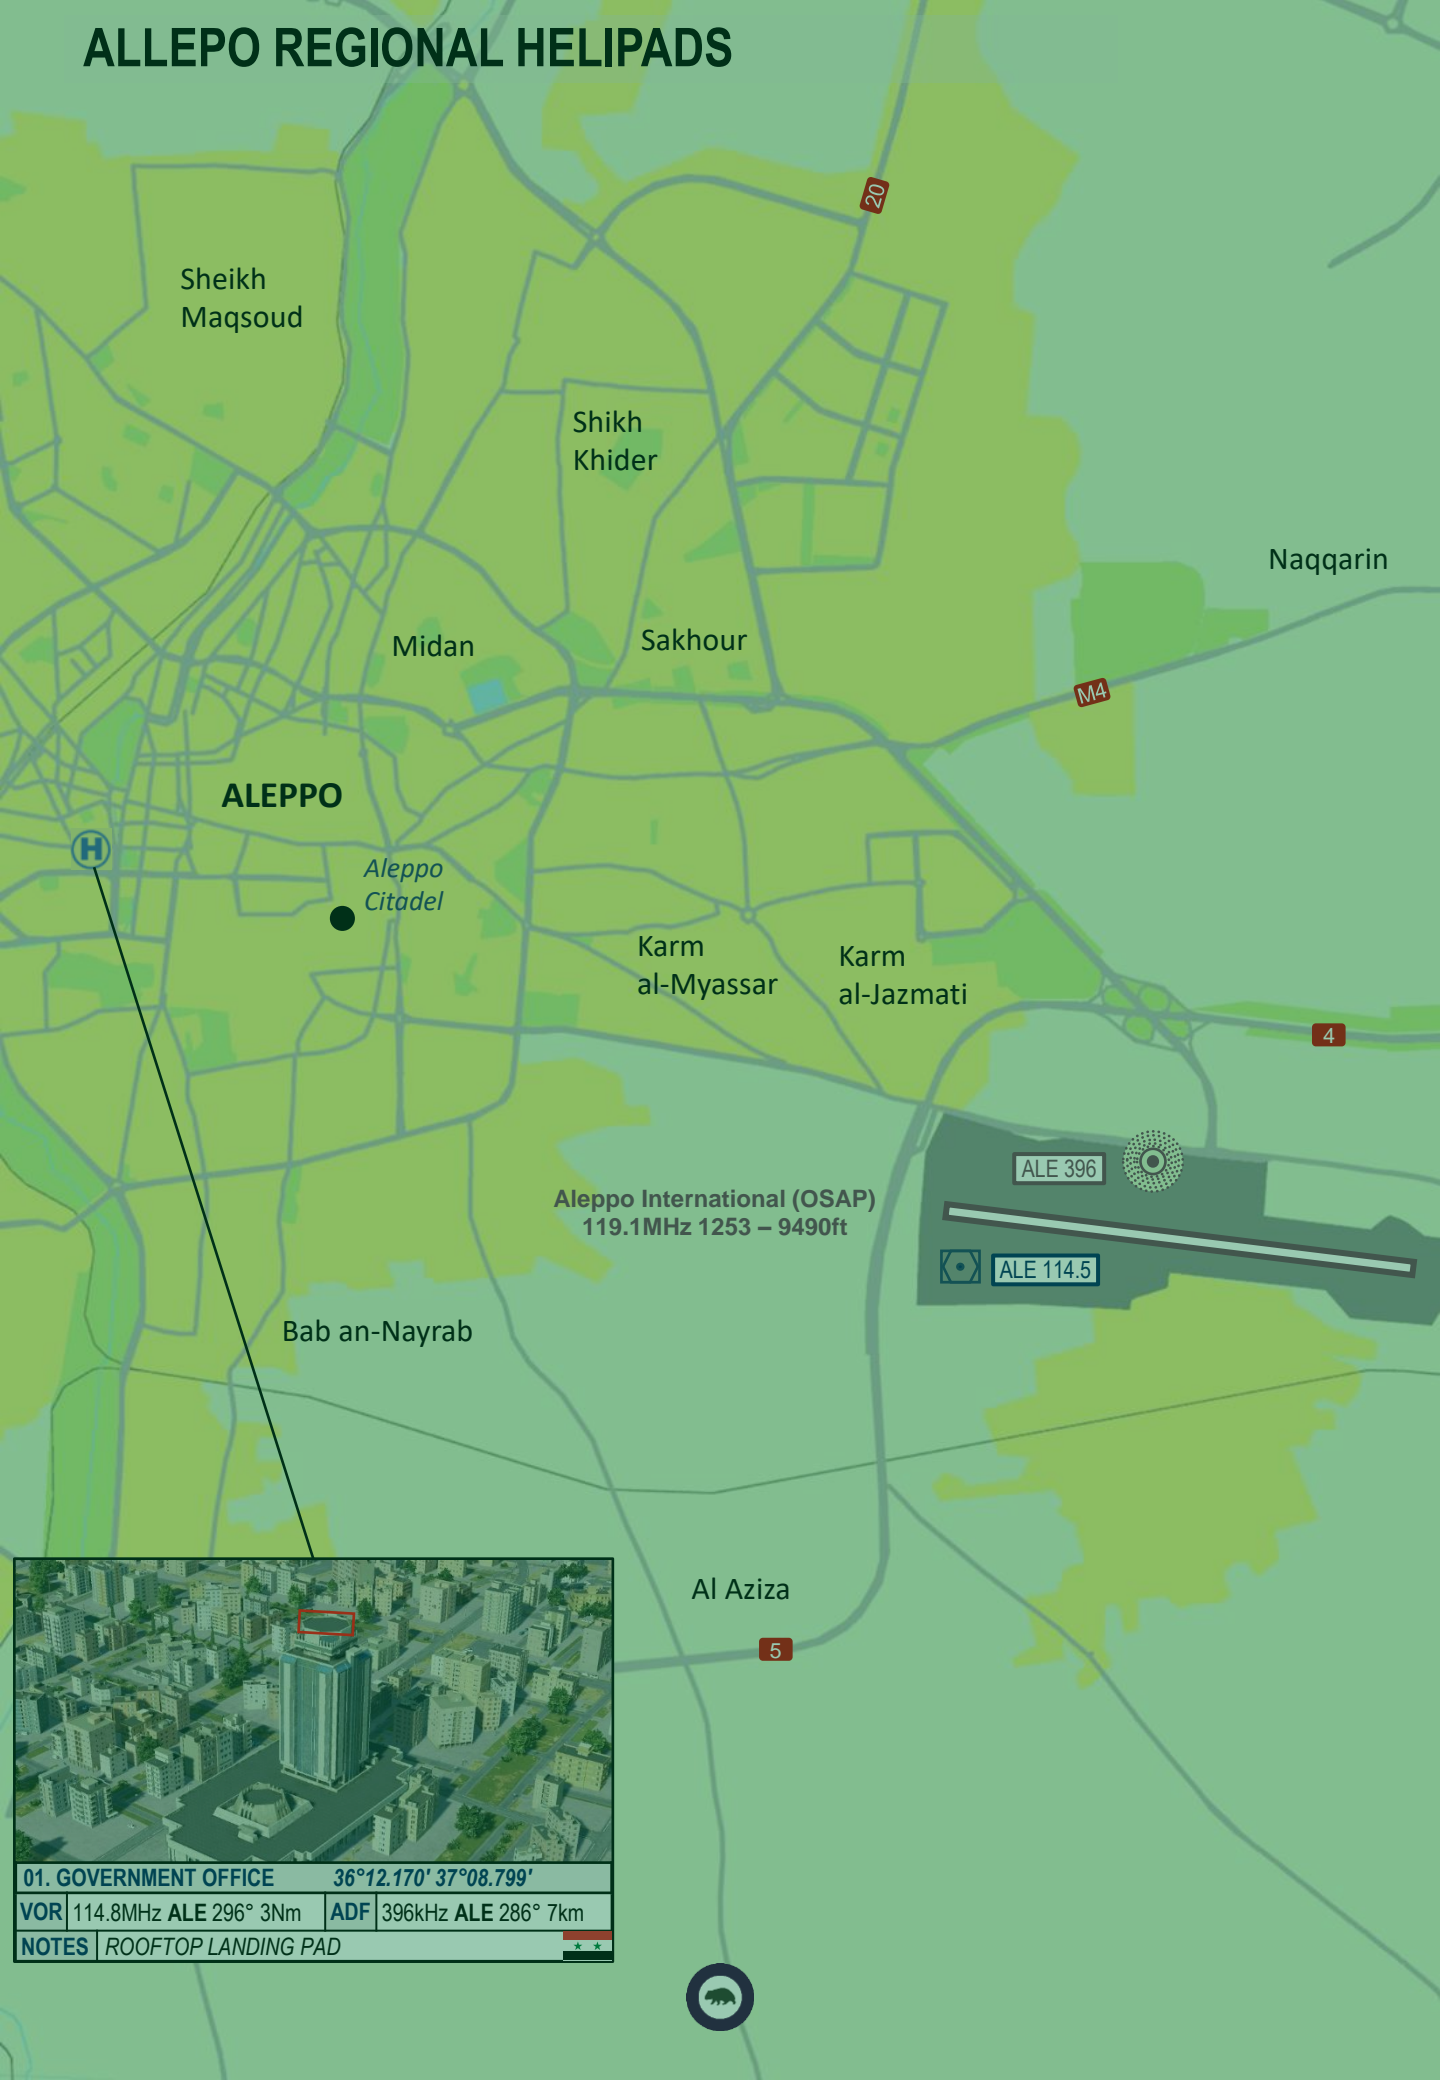 ALLEPO REGIONAL HELIPADS
20
Sheikh
Maqsoud
Shikh
Khider
Naqqarin
Midan
Sakhour
M4
ALEPPO
H
Aleppo
Citadel
Karm
al-Myassar
Karm
al-Jazmati
4
ALE 396
Aleppo International (OSAP)
119.1MHz 1253 – 9490ft
ALE 114.5
Bab an-Nayrab
Al Aziza
5
01. GOVERNMENT OFFICE 36°12.170' 37°08.799'
VOR 114.8MHz ALE 296° 3Nm ADF 396kHz ALE 286° 7km
NOTES ROOFTOP LANDING PAD